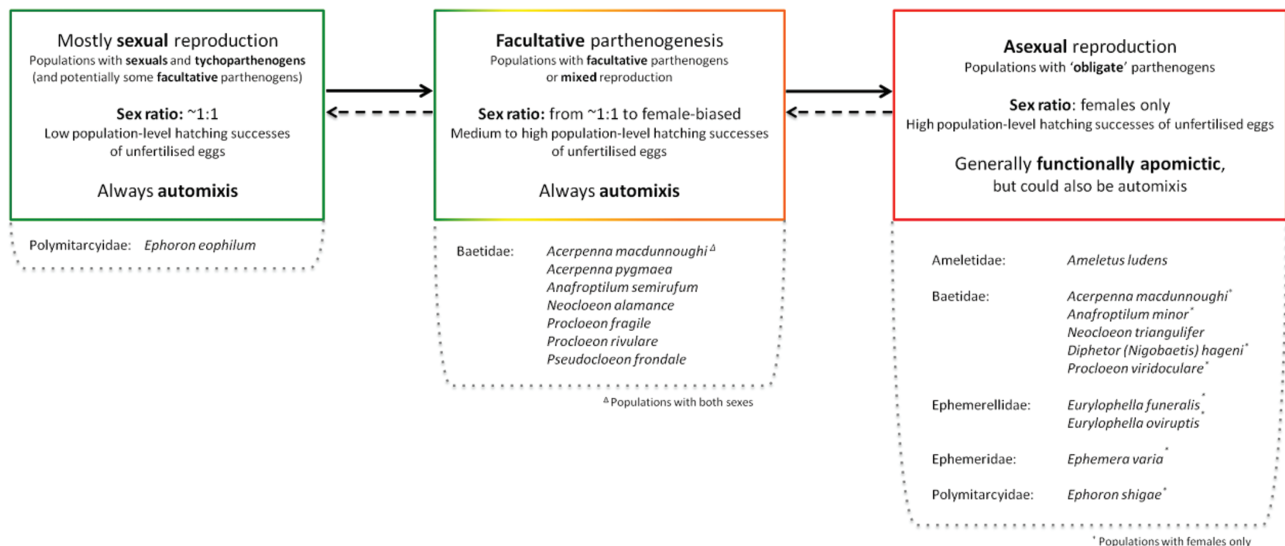 Mostly sexual reproduction
Populations with sexuals and tychoparthenogens
(and potentially some facultative parthenogens)
Sex ratio: ~1:1
Low population-level hatching successes
of unfertilised eggs
Always automixis
Polymitarcyidae: Ephoron eophilum
Facultative parthenogenesis
Populations with facultative parthenogens
or mixed reproduction
Sex ratio: from ~1:1 to female-biased
Medium to high population-level hatching successes
of unfertilised eggs
Always automixis
Baetidae: Acerpenna macdunnoughi Δ
Acerpenna pygmaea
Anafroptilum semirufum
Neocloeon alamance
Procloeon fragile
Procloeon rivulare
Pseudocloeon frondale
Δ Populations with both sexes
Asexual reproduction
Populations with ‘obligate’ parthenogens
Sex ratio: females only
High population-level hatching successes of unfertilised eggs
Generally functionally apomictic,
but could also be automixis
Ameletidae: Ameletus ludens
Baetidae: Acerpenna macdunnoughi*
Anafroptilum minor*
Neocloeon triangulifer
Diphetor (Nigobaetis) hageni*
Procloeon viridoculare*
Ephemerellidae: Eurylophella funeralis*
Eurylophella oviruptis*
Ephemeridae: Ephemera varia*
Polymitarcyidae: Ephoron shigae*
* Populations with females only